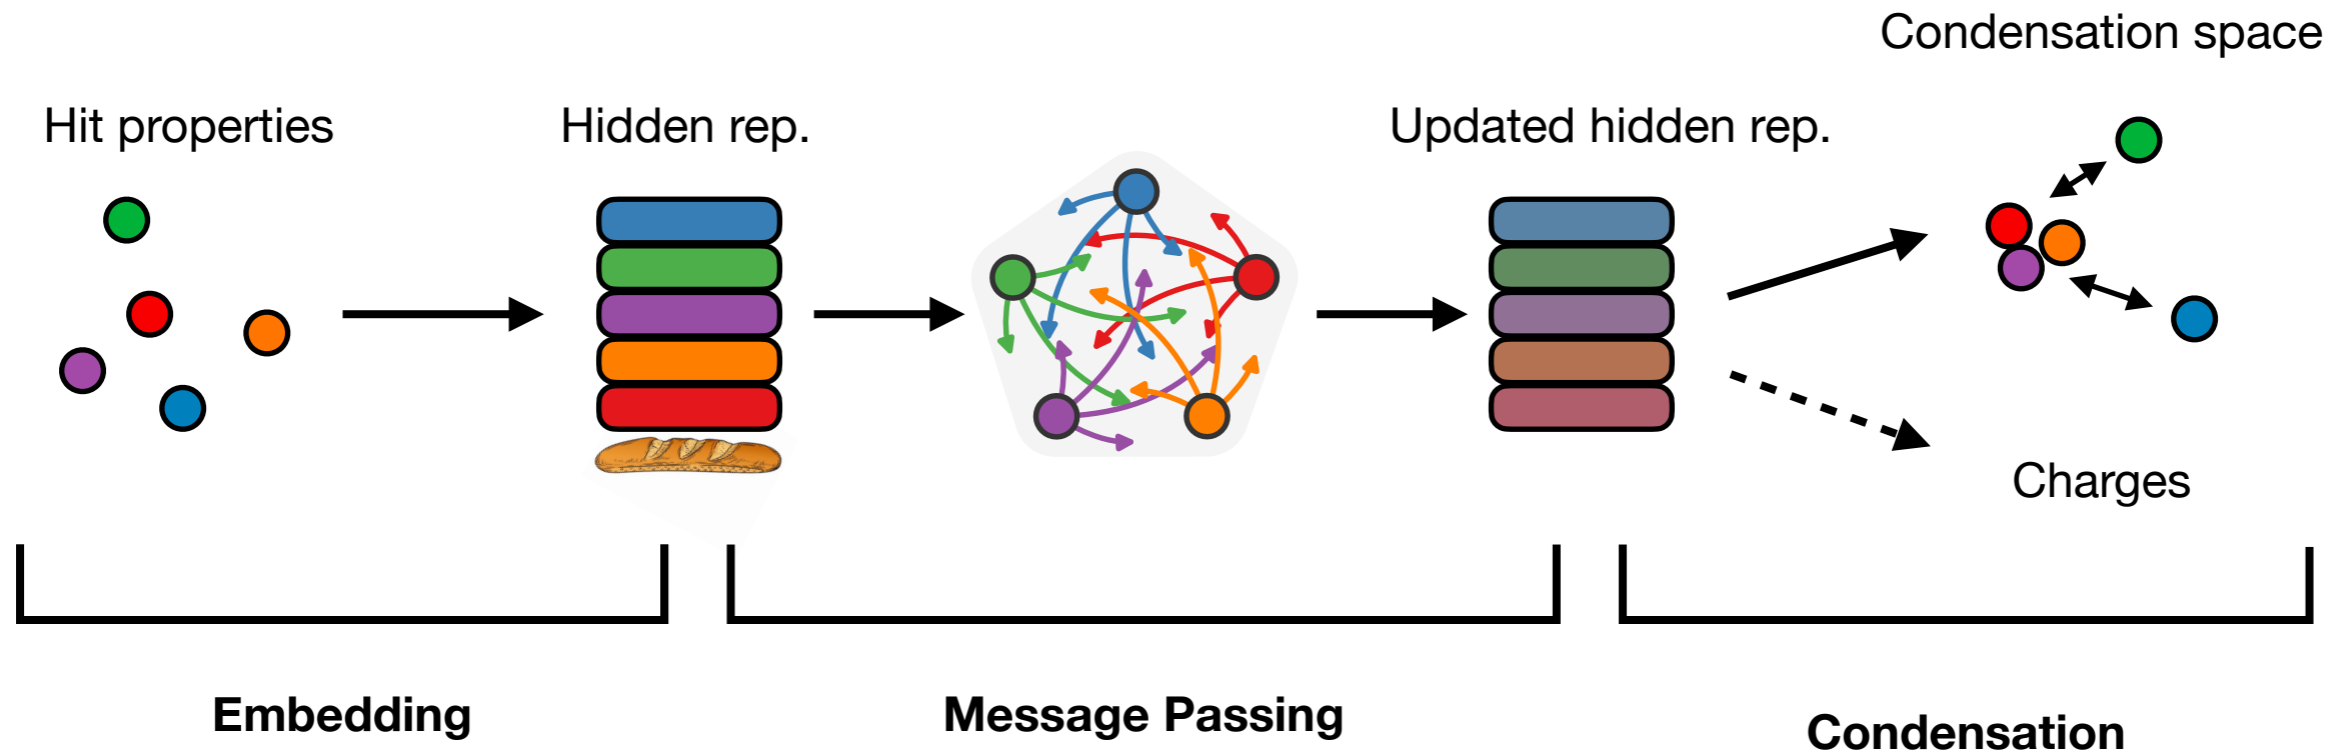 Condensation space
Hit properties
Hidden rep.
Updated hidden rep.
Charges
Embedding
Message Passing
Condensation